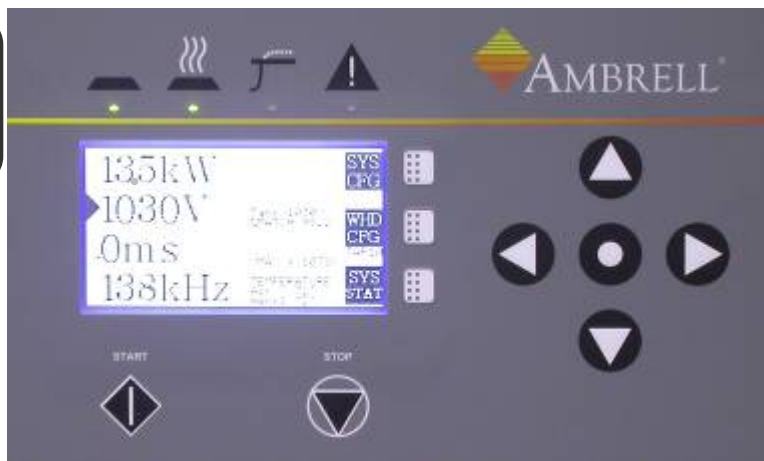 AMBRELL
13.5kW
SYS
CFG
1030V
WHD
CFG
.0ms
138kHz
SYS
STAT
START
STOP